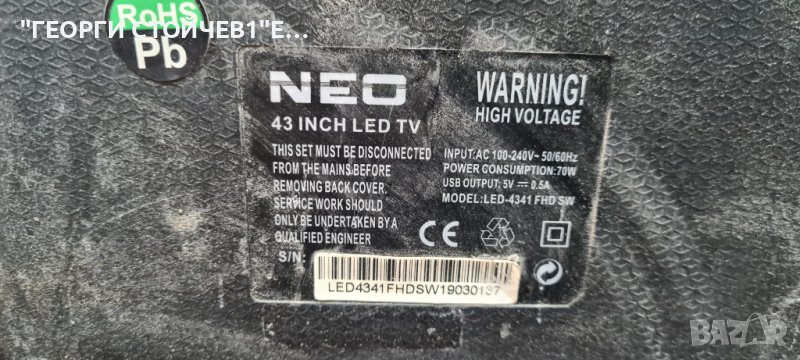 RoHS
Pb
"ГЕОРГИ СТОЙЧЕВ1"Е...
NEO
43 INCH LED TV
THIS SET MUST BE DISCONNECTED
FROM THE MAINS BEFORE
REMOVING BACK COVER.
SERVICE WORK SHOULD
ONLY BE UNDERTAKEN BY A
QUALIFIED ENGINEER
WARNING!
HIGH VOLTAGE
INPUT:AC 100-240V~ 50/60Hz
POWER CONSUMPTION:70W
USB OUTPUT: 5V 0.5A
MODEL:LED-4341 FHD SW
CE
S/N:
LED4341FHDSW19030137
BAZAR